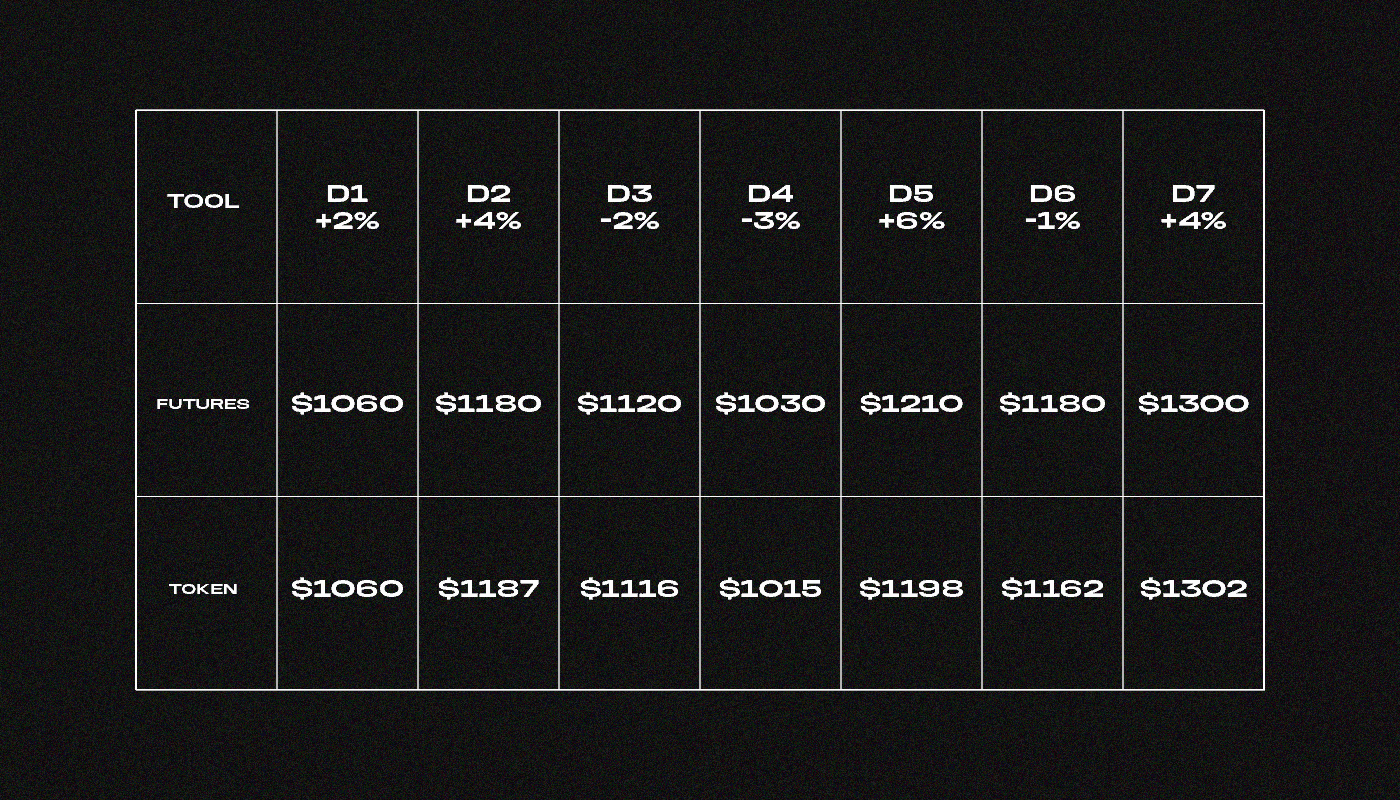 TOOL
D1
+2%
D2
+4%
D3
-2%
D4
-3%
D5
+6%
D6
-1%
D7
+4%
FUTURES
$1060
$1180
$1120
$1030
$1210
$1180
$1300
TOKEN
$1060
$1187
$1116
$1015
$1198
$1162
$1302